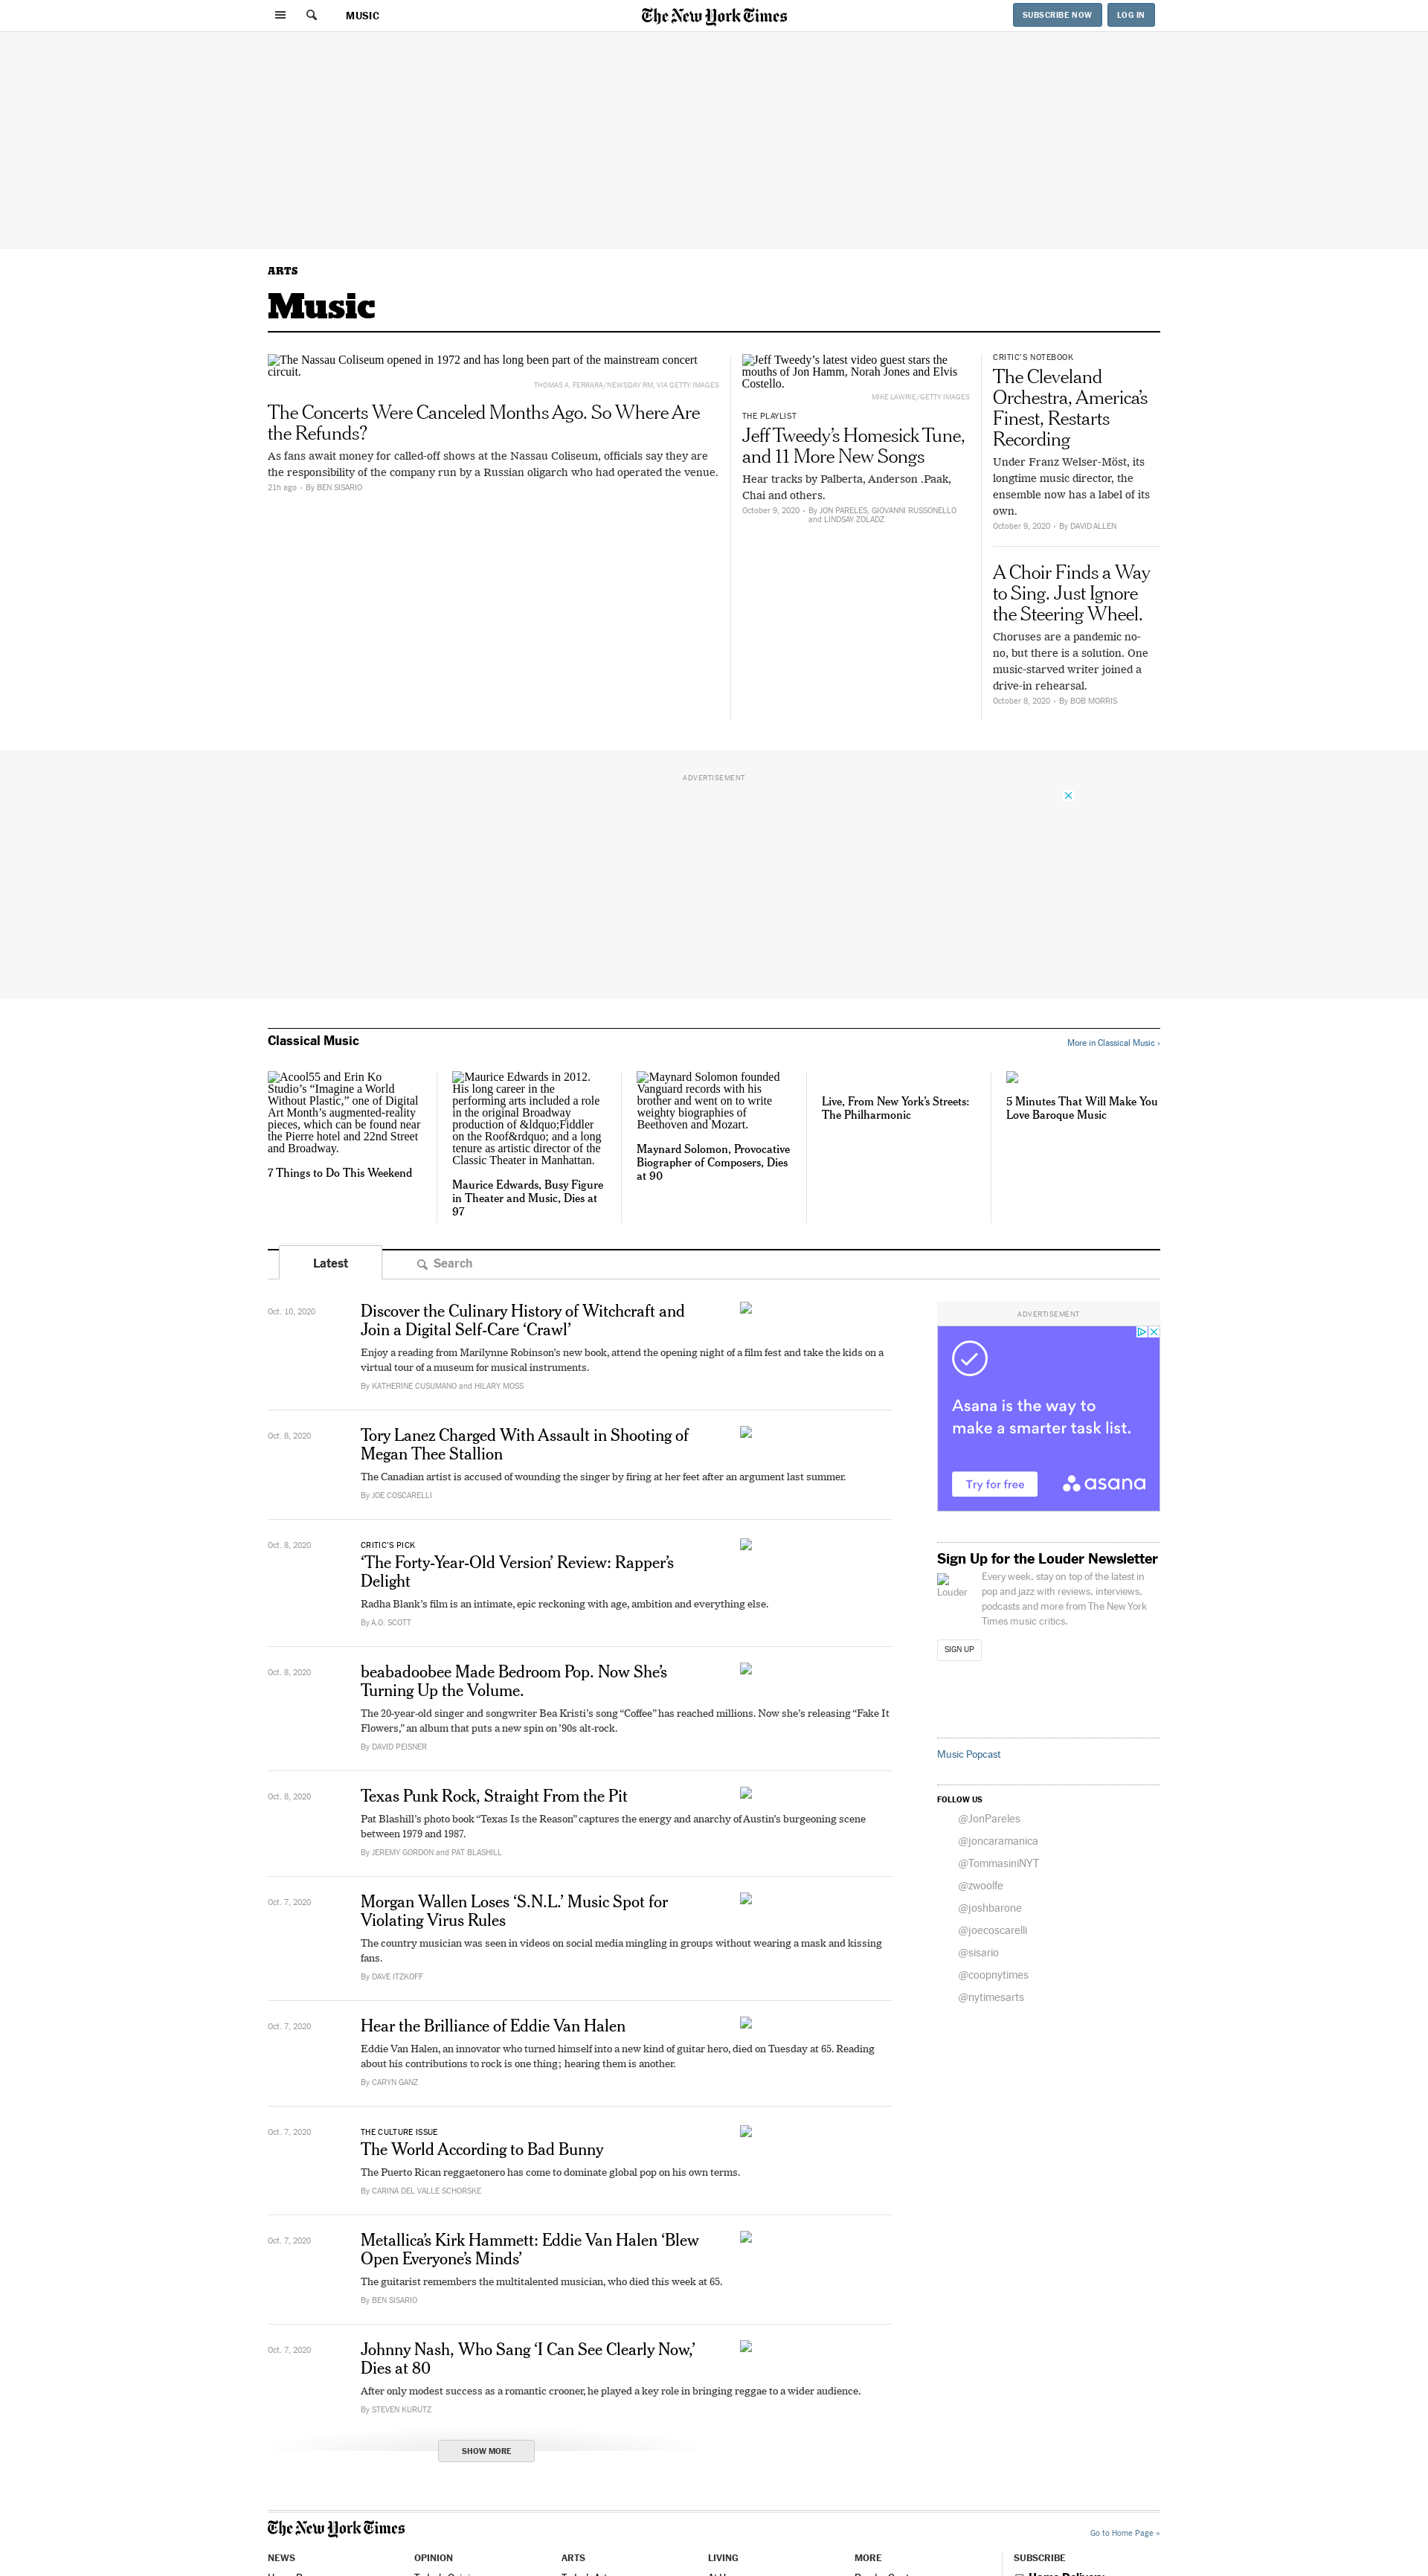 MUSIC
The New York Times
SUBSCRIBE NOW
LOG IN
ARTS
Music
The Nassau Coliseum opened in 1972 and has long been part of the mainstream concert
circuit.
THOMAS A. FERRARA/NEWSDAY RM, VIA GETTY IMAGES
The Concerts Were Canceled Months Ago. So Where Are
the Refunds?
As fans await money for called-off shows at the Nassau Coliseum, officials say they are
the responsibility of the company run by a Russian oligarch who had operated the venue.
21h ago • By BEN SISARIO
Jeff Tweedy’s latest video guest stars the
mouths of Jon Hamm, Norah Jones and Elvis
Costello.
MIKE LAWRIE/GETTY IMAGES
THE PLAYLIST
Jeff Tweedy’s Homesick Tune,
and 11 More New Songs
Hear tracks by Palberta, Anderson .Paak,
Chai and others.
October 9, 2020 • By JON PARELES, GIOVANNI RUSSONELLO
and LINDSAY ZOLADZ
CRITIC’S NOTEBOOK
The Cleveland
Orchestra, America’s
Finest, Restarts
Recording
Under Franz Welser-Möst, its
longtime music director, the
ensemble now has a label of its
own.
October 9, 2020 • By DAVID ALLEN
A Choir Finds a Way
to Sing. Just Ignore
the Steering Wheel.
Choruses are a pandemic no-
no, but there is a solution. One
music-starved writer joined a
drive-in rehearsal.
October 8, 2020 • By BOB MORRIS
ADVERTISEMENT
Classical Music
More in Classical Music ›
Acool55 and Erin Ko
Studio’s “Imagine a World
Without Plastic,” one of Digital
Art Month’s augmented-reality
pieces, which can be found near
the Pierre hotel and 22nd Street
and Broadway.
7 Things to Do This Weekend
Maurice Edwards in 2012.
His long career in the
performing arts included a role
in the original Broadway
production of &ldquo;Fiddler
on the Roof&rdquo; and a long
tenure as artistic director of the
Classic Theater in Manhattan.
Maurice Edwards, Busy Figure
in Theater and Music, Dies at
97
Maynard Solomon founded
Vanguard records with his
brother and went on to write
weighty biographies of
Beethoven and Mozart.
Maynard Solomon, Provocative
Biographer of Composers, Dies
at 90
Live, From New York’s Streets:
The Philharmonic
5 Minutes That Will Make You
Love Baroque Music
Latest
Search
Oct. 10, 2020
Discover the Culinary History of Witchcraft and
Join a Digital Self-Care ‘Crawl’
Enjoy a reading from Marilynne Robinson’s new book, attend the opening night of a film fest and take the kids on a
virtual tour of a museum for musical instruments.
By KATHERINE CUSUMANO and HILARY MOSS
Oct. 8, 2020
Tory Lanez Charged With Assault in Shooting of
Megan Thee Stallion
The Canadian artist is accused of wounding the singer by firing at her feet after an argument last summer.
By JOE COSCARELLI
Oct. 8, 2020
CRITIC’S PICK
‘The Forty-Year-Old Version’ Review: Rapper’s
Delight
Radha Blank’s film is an intimate, epic reckoning with age, ambition and everything else.
By A.O. SCOTT
Oct. 8, 2020
beabadoobee Made Bedroom Pop. Now She’s
Turning Up the Volume.
The 20-year-old singer and songwriter Bea Kristi’s song “Coffee” has reached millions. Now she’s releasing “Fake It
Flowers,” an album that puts a new spin on ’90s alt-rock.
By DAVID PEISNER
Oct. 8, 2020
Texas Punk Rock, Straight From the Pit
Pat Blashill’s photo book “Texas Is the Reason” captures the energy and anarchy of Austin’s burgeoning scene
between 1979 and 1987.
By JEREMY GORDON and PAT BLASHILL
Oct. 7, 2020
Morgan Wallen Loses ‘S.N.L.’ Music Spot for
Violating Virus Rules
The country musician was seen in videos on social media mingling in groups without wearing a mask and kissing
fans.
By DAVE ITZKOFF
Oct. 7, 2020
Hear the Brilliance of Eddie Van Halen
Eddie Van Halen, an innovator who turned himself into a new kind of guitar hero, died on Tuesday at 65. Reading
about his contributions to rock is one thing; hearing them is another.
By CARYN GANZ
Oct. 7, 2020
THE CULTURE ISSUE
The World According to Bad Bunny
The Puerto Rican reggaetonero has come to dominate global pop on his own terms.
By CARINA DEL VALLE SCHORSKE
Oct. 7, 2020
Metallica’s Kirk Hammett: Eddie Van Halen ‘Blew
Open Everyone’s Minds’
The guitarist remembers the multitalented musician, who died this week at 65.
By BEN SISARIO
Oct. 7, 2020
Johnny Nash, Who Sang ‘I Can See Clearly Now,’
Dies at 80
After only modest success as a romantic crooner, he played a key role in bringing reggae to a wider audience.
By STEVEN KURUTZ
SHOW MORE
ADVERTISEMENT
Asana is the way to
make a smarter task list.
Try for free
asana
Sign Up for the Louder Newsletter
Louder
Every week, stay on top of the latest in
pop and jazz with reviews, interviews,
podcasts and more from The New York
Times music critics.
SIGN UP
Music Popcast
FOLLOW US
@JonPareles
@joncaramanica
@TommasiniNYT
@zwoolfe
@joshbarone
@joecoscarelli
@sisario
@coopnytimes
@nytimesarts
The New York Times
Go to Home Page »
NEWS
OPINION
ARTS
LIVING
MORE
SUBSCRIBE